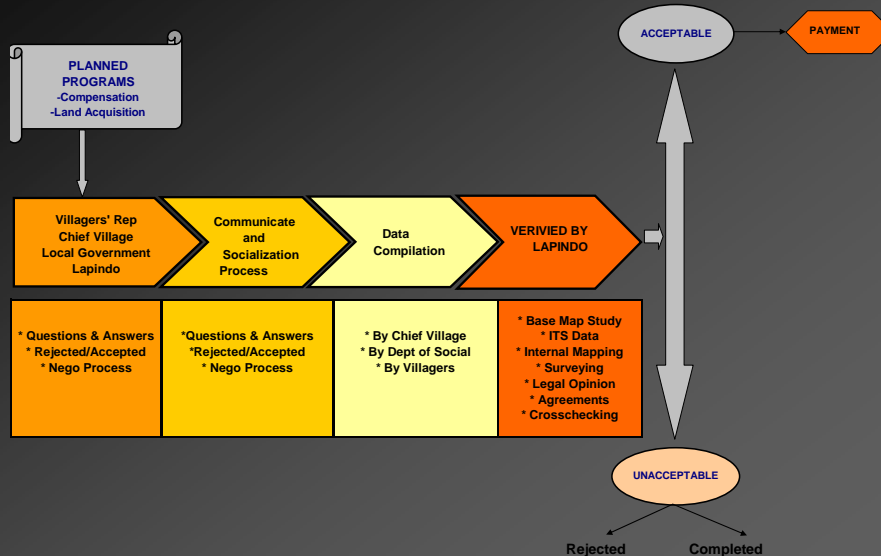 PLANNED
PROGRAMS
-Compensation
-Land Acquisition
ACCEPTABLE
PAYMENT
Villagers' Rep
Chief Village
Local Government
Lapindo
Communicate
and
Socialization
Process
Data
Compilation
VERIVIED BY
LAPINDO
* Questions & Answers
* Rejected/Accepted
* Nego Process
*Questions & Answers
*Rejected/Accepted
* Nego Process
* By Chief Village
* By Dept of Social
* By Villagers
* Base Map Study
* ITS Data
* Internal Mapping
* Surveying
* Legal Opinion
* Agreements
* Crosschecking
UNACCEPTABLE
Rejected
Completed